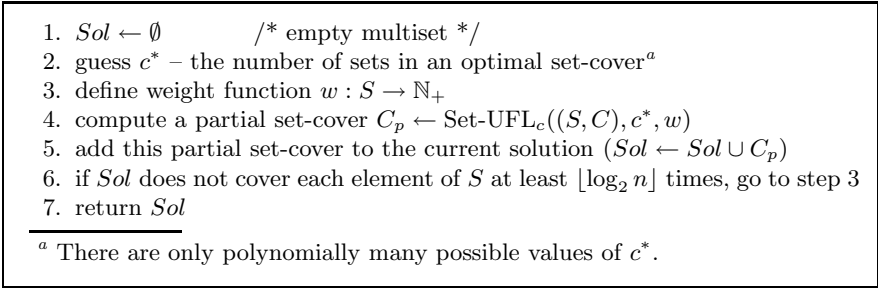 1. Sol ← ∅ /* empty multiset */
2. guess c* – the number of sets in an optimal set-cover^a
3. define weight function w : S → ℕ₊
4. compute a partial set-cover C_p ← Set-UFL_c((S, C), c*, w)
5. add this partial set-cover to the current solution (Sol ← Sol ∪ C_p)
6. if Sol does not cover each element of S at least ⌊log₂ n⌋ times, go to step 3
7. return Sol
^a There are only polynomially many possible values of c*.